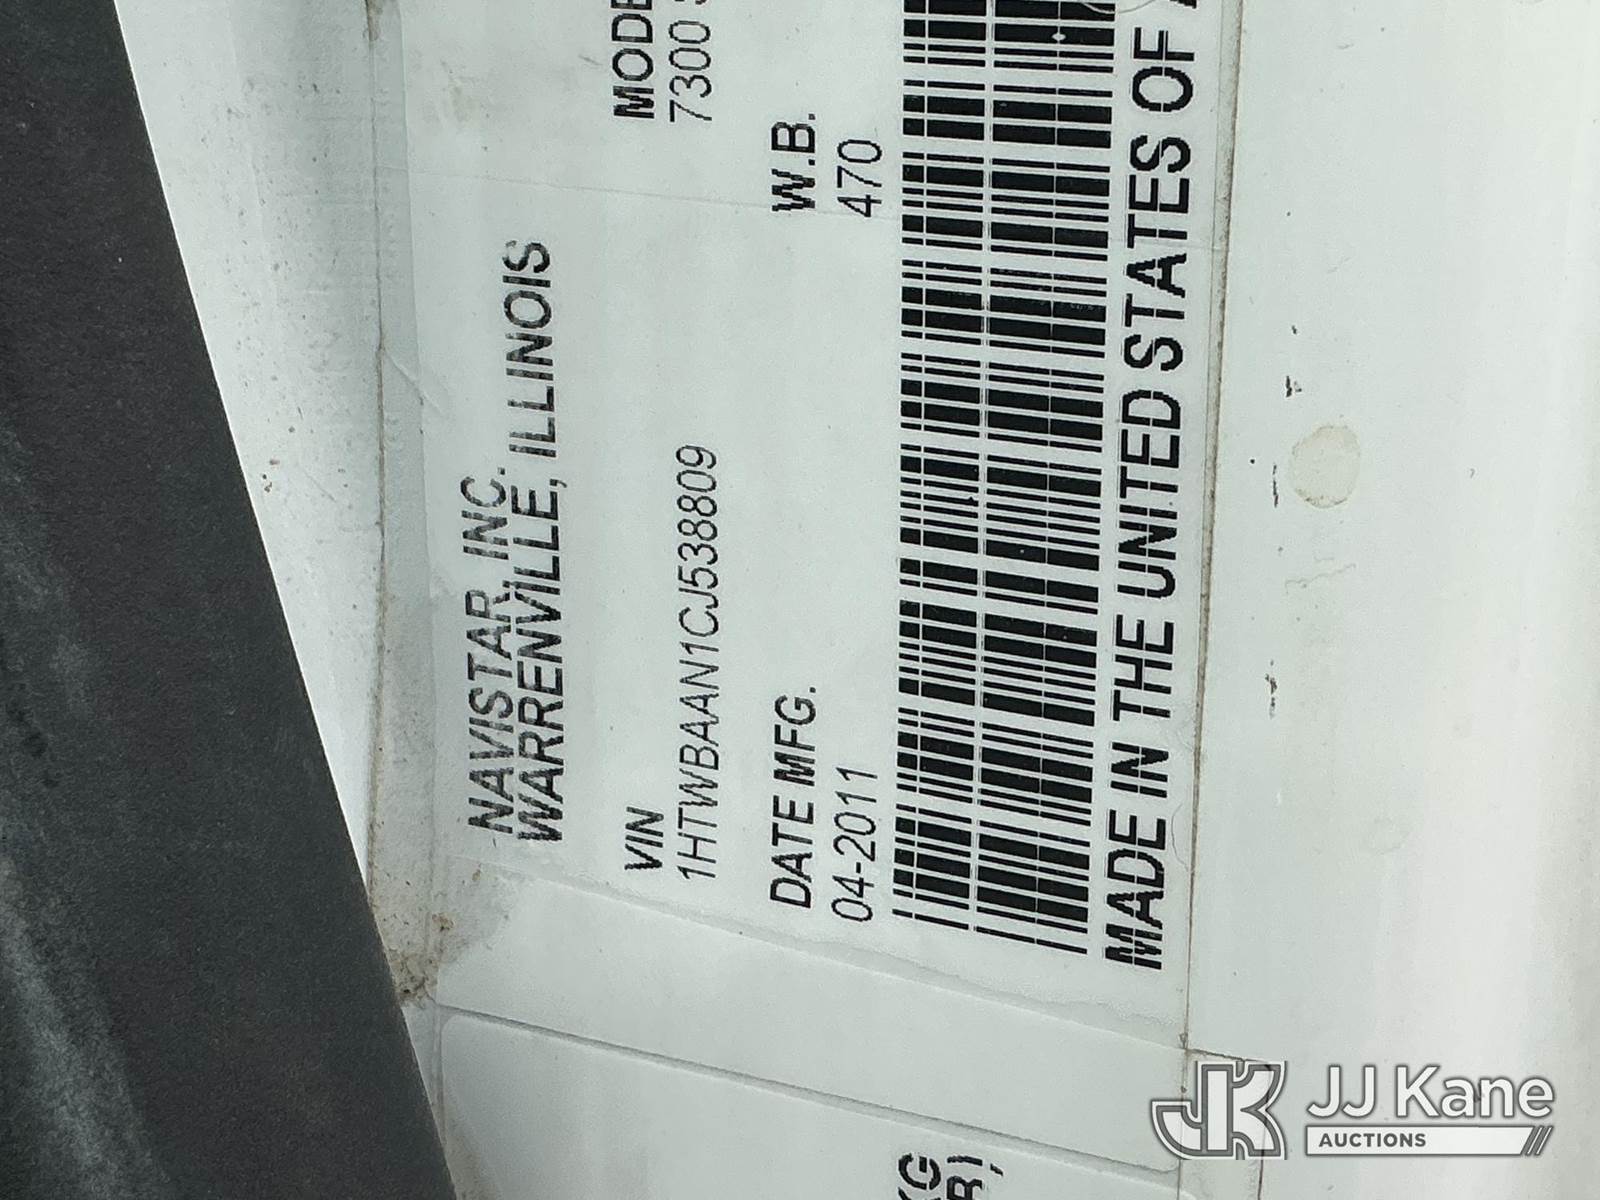 NAVISTAR, INC.
WARRENVILLE, ILLINOIS
VIN
1HTWBAAN1CJ538809
MODE
7300
DATE MFG.
04-2011
W.B.
470
MADE IN THE UNITED STATES OF
KG
JJ Kane
AUCTIONS